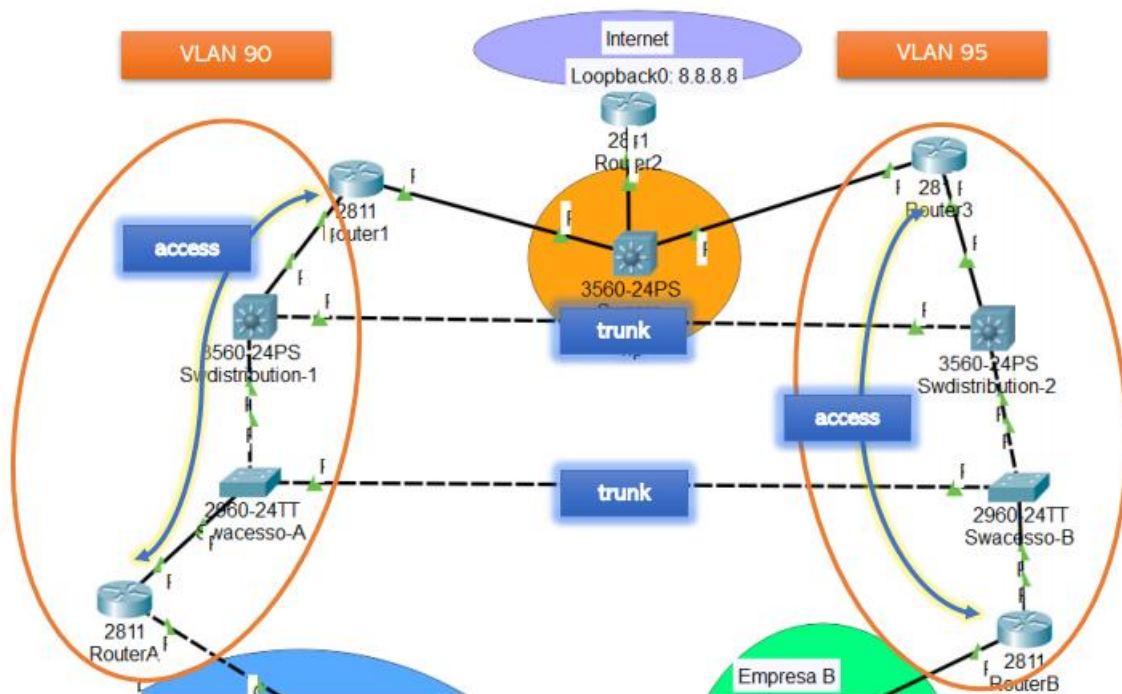 VLAN 90
Internet
VLAN 95
Loopback0: 8.8.8.8
Router2
2811
access
3560-24PS
trunk
3560-24PS
Swdistribution-1
3560-24PS
Swdistribution-2
access
trunk
2960-24TT
2960-24TT
Swacesso-B
2811
RouterA
Empresa B
2811
RouterB